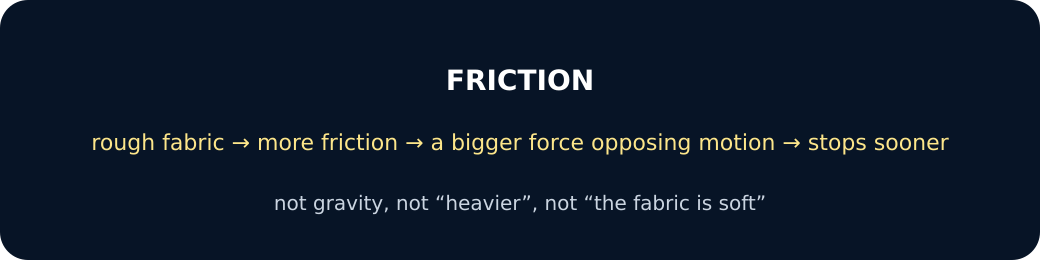 FRICTION
rough fabric → more friction → a bigger force opposing motion → stops sooner
not gravity, not “heavier”, not “the fabric is soft”